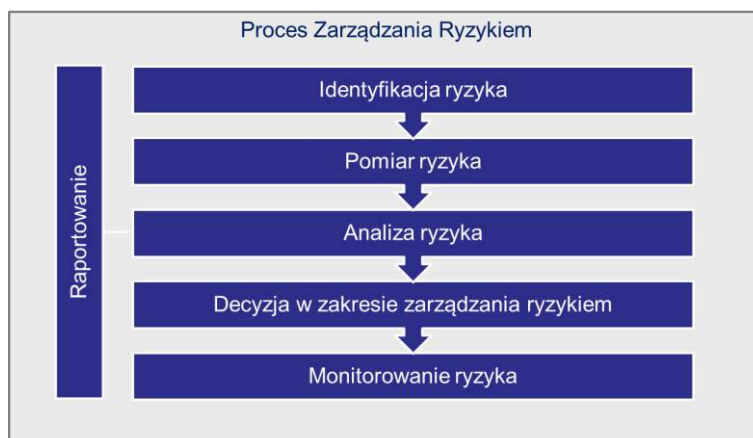 Proces Zarządzania Ryzykiem
Raportowanie
Identyfikacja ryzyka
Pomiar ryzyka
Analiza ryzyka
Decyzja w zakresie zarządzania ryzykiem
Monitorowanie ryzyka